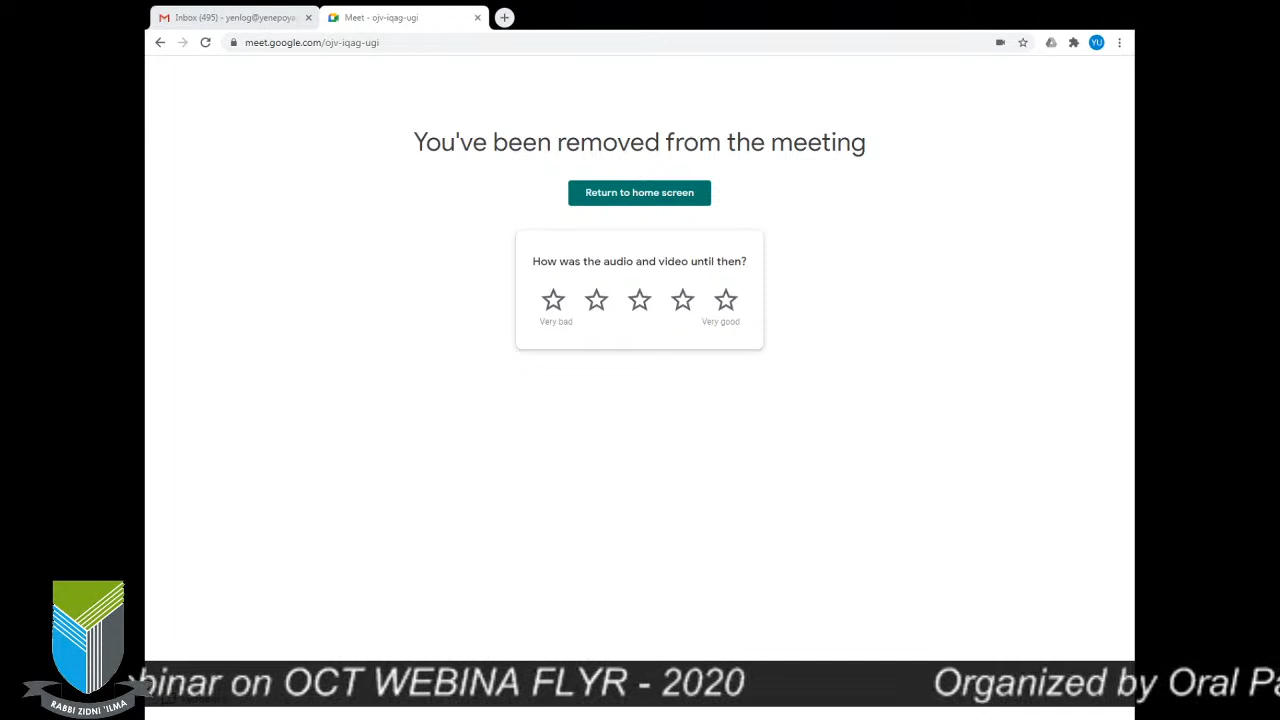 Inbox (495) - yenlog@yenepoya
Meet - ojv-iqag-ugi
meet.google.com/ojv-iqag-ugi
YU
You've been removed from the meeting
Return to home screen
How was the audio and video until then?
Very bad
Very good
binar on OCT WEBINA FLYR - 2020
Organized by Oral Pa
RABBI ZIDNI 'ILMA